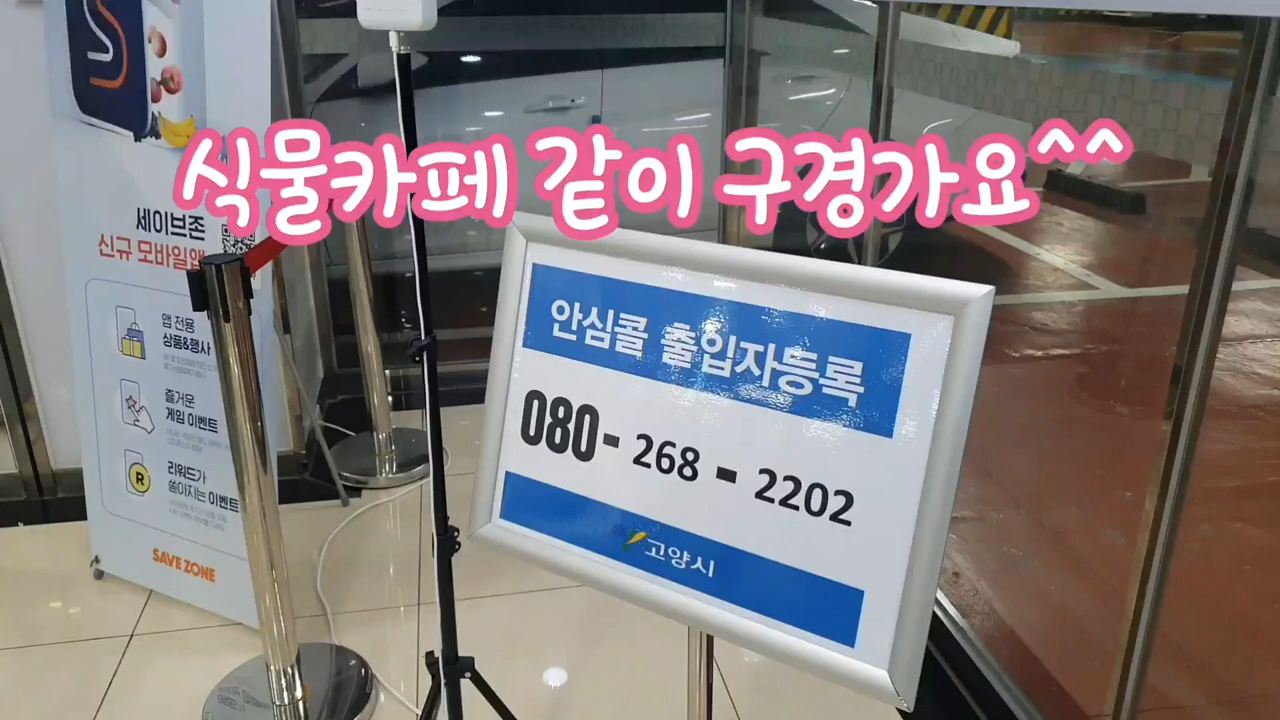 식물카페 같이 구경가요^^
세이브존
신규 모바일앱
앱 전용
상품&행사
즐거운
게임 이벤트
R
리워드가
쏟아지는 이벤트
SAVE ZONE
안심콜 출입자등록
080- 268 - 2202
고양시